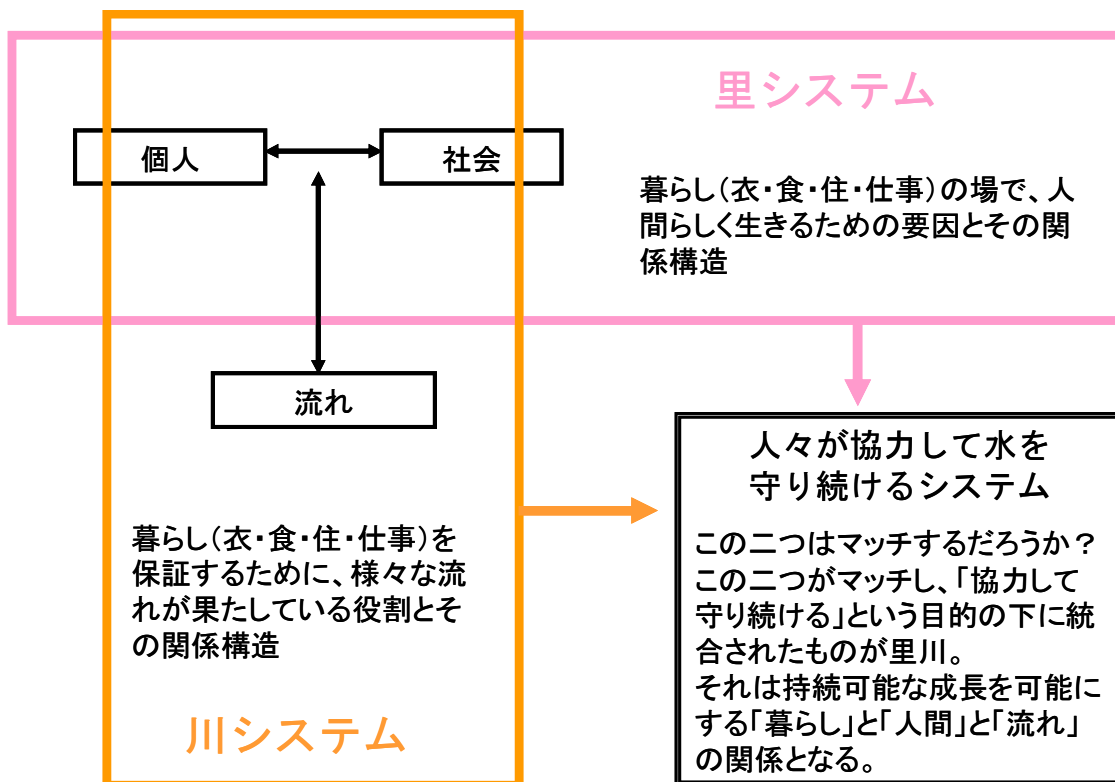 里システム
個人
社会
暮らし(衣・食・住・仕事)の場で、人
間らしく生きるための要因とその関
係構造
流れ
暮らし(衣・食・住・仕事)を
保証するために、様々な流
れが果たしている役割とそ
の関係構造
川システム
人々が協力して水を
守り続けるシステム
この二つはマッチするだろうか?
この二つがマッチし、「協力して
守り続ける」という目的の下に統
合されたものが里川。
それは持続可能な成長を可能に
する「暮らし」と「人間」と「流れ」
の関係となる。